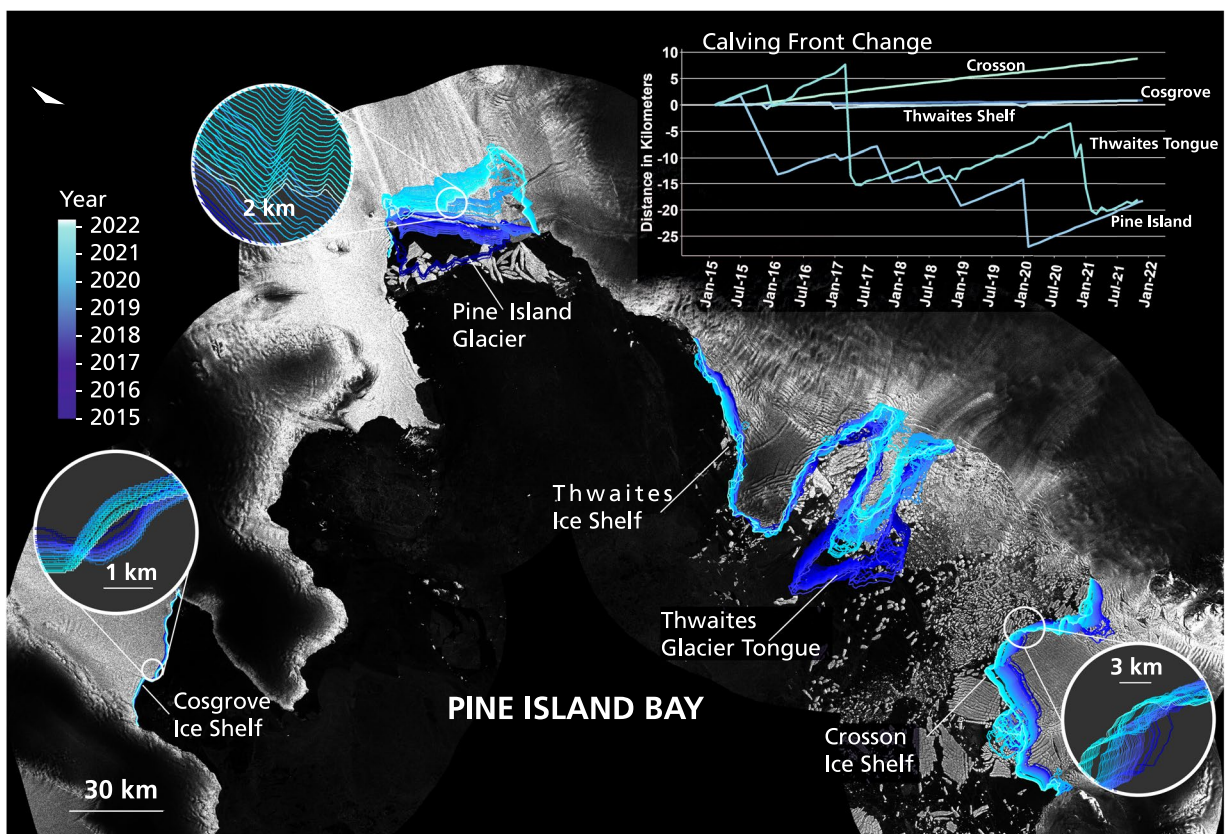 Calving Front Change
Distance in Kilometers
10
5
0
-5
-10
-15
-20
-25
Crosson
Cosgrove
Thwaites Shelf
Thwaites Tongue
Pine Island
Jan-15
Jul-15
Jan-16
Jul-16
Jan-17
Jul-17
Jan-18
Jul-18
Jan-19
Jul-19
Jan-20
Jul-20
Jan-21
Jul-21
Jan-22
2 km
Year
2022
2021
2020
2019
2018
2017
2016
2015
Pine Island
Glacier
Thwaites
Ice Shelf
1 km
Thwaites
Glacier Tongue
3 km
Cosgrove
Ice Shelf
PINE ISLAND BAY
Crosson
Ice Shelf
30 km